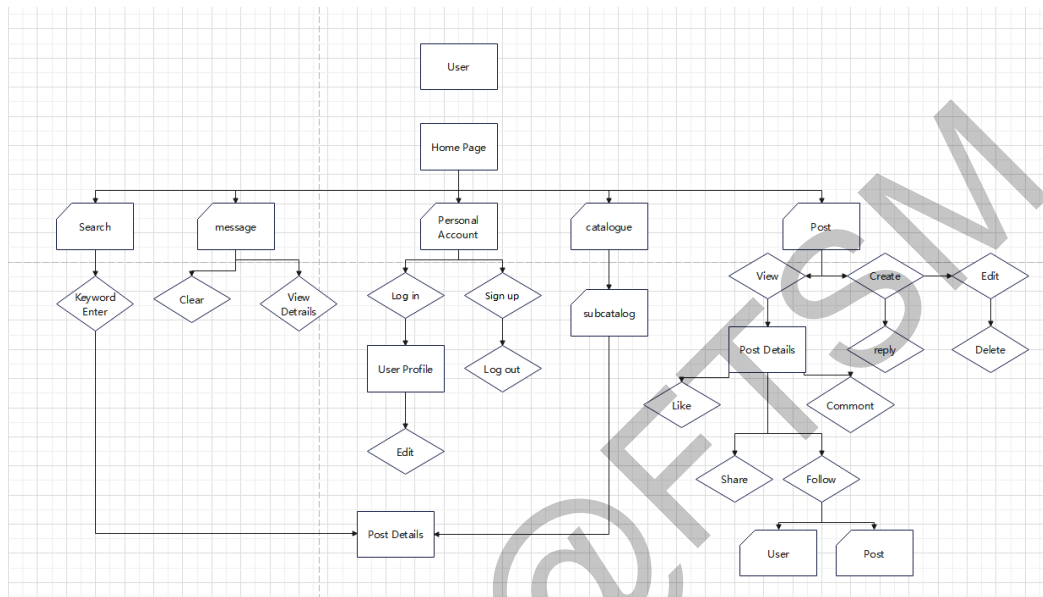 User
Home Page
Search
message
Personal
Account
catalogue
Post
Keyword
Enter
Clear
View
Detrails
Log in
Sign up
subcatalog
View
Create
Edit
User Profile
Log out
Post Details
reply
Delete
Like
Commont
Edit
Share
Follow
Post Details
User
Post
@FTSM